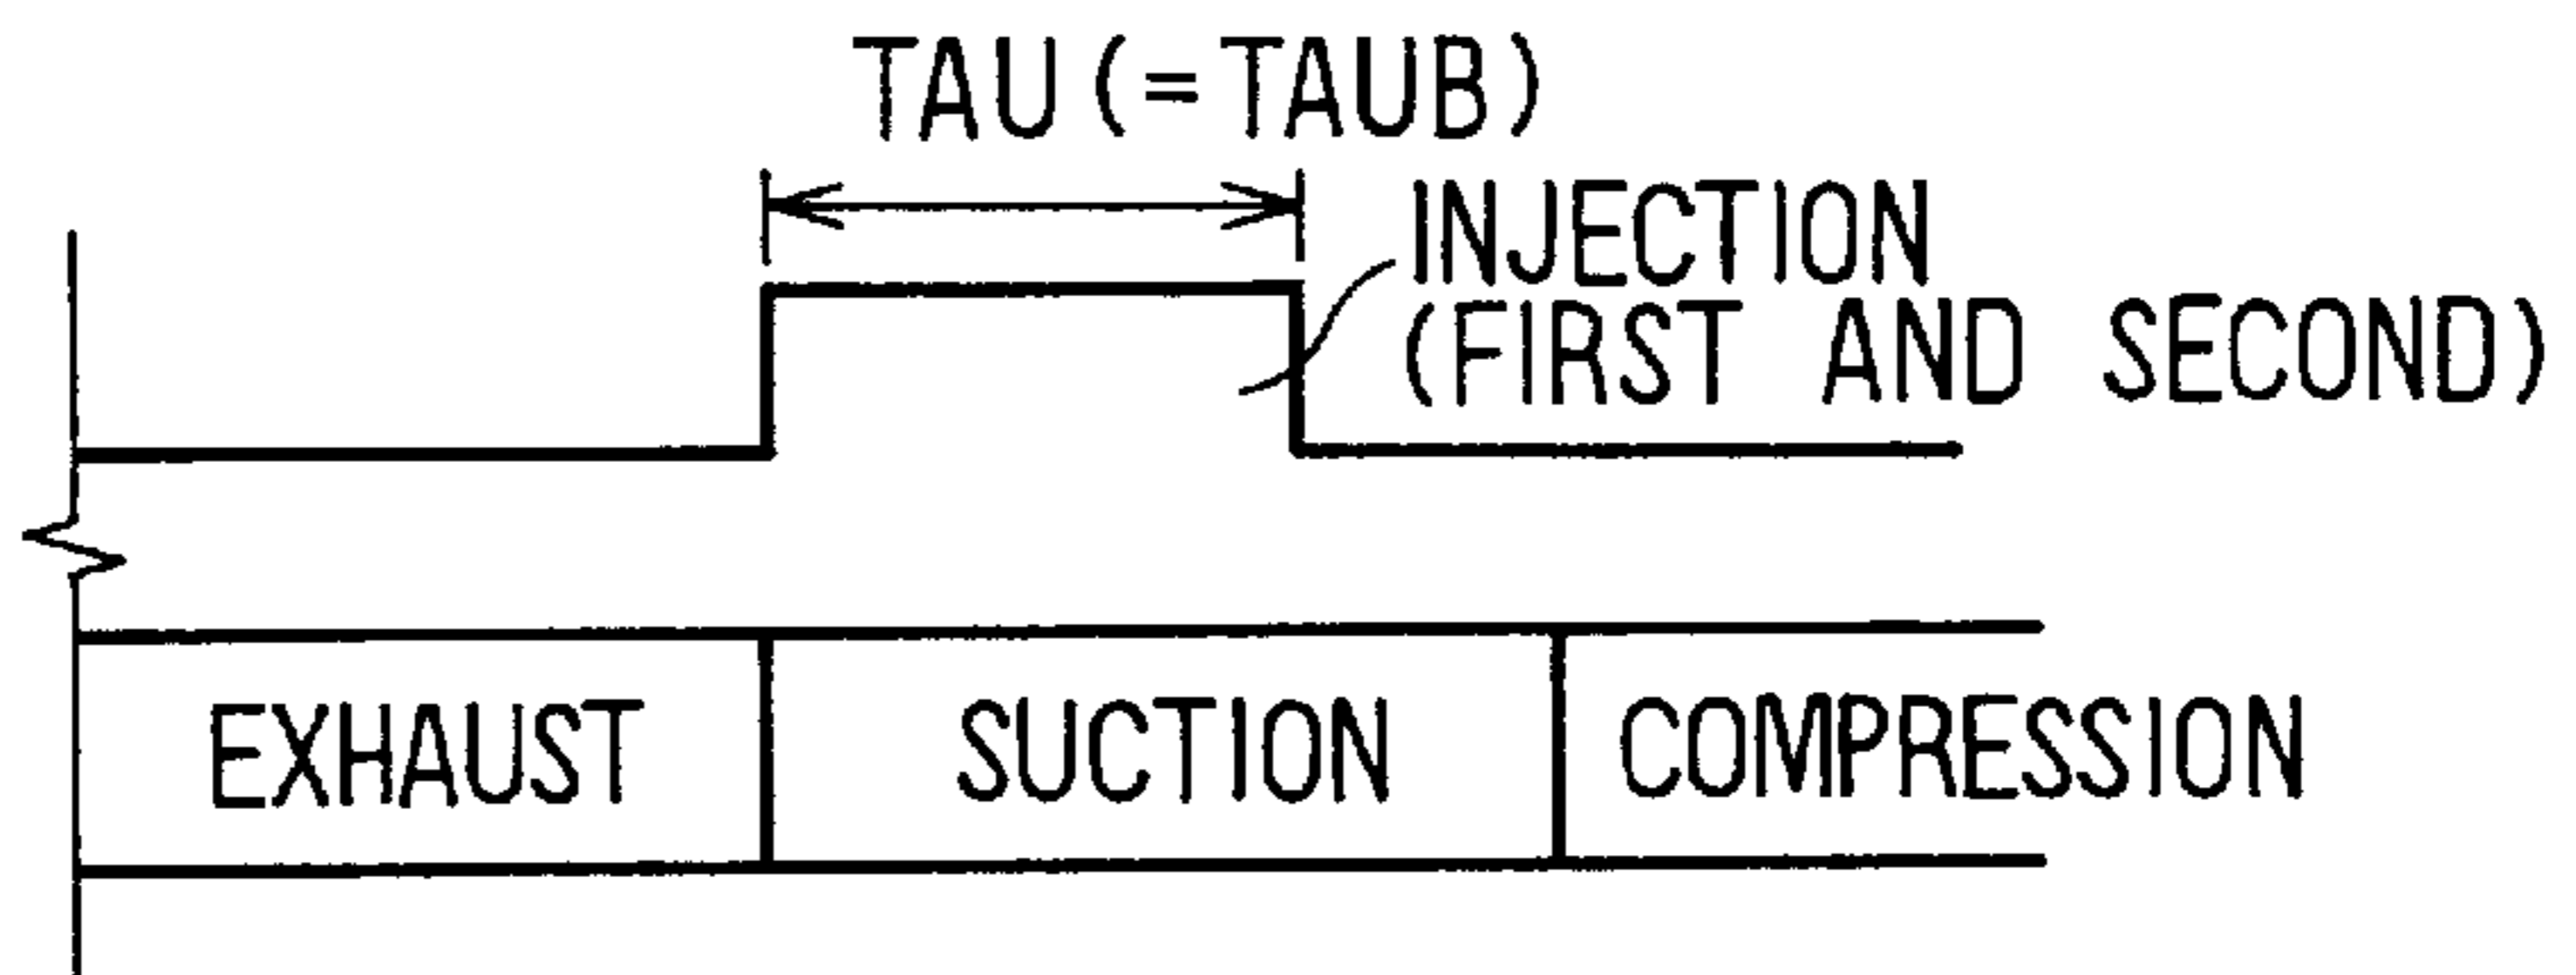 TAU(=TAUB)
INJECTION
(FIRST AND SECOND)
EXHAUST SUCTION COMPRESSION